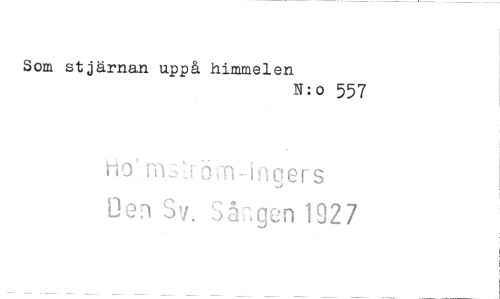 Som stjärnan uppå himmelen
N:o 557
Holmström-Ingers
Den Sv. Sången 1927